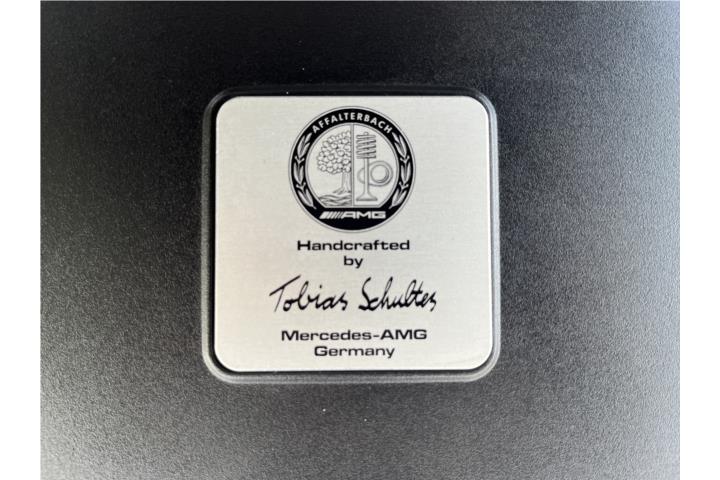 AFFALTERBACH
AMG
Handcrafted
by
Tobias Schultes
Mercedes-AMG
Germany